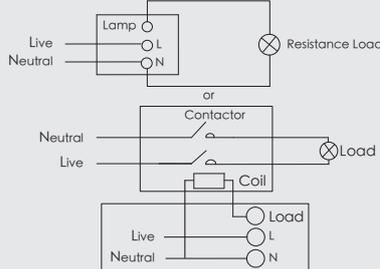 Lamp
Live
L
Resistance Load
Neutral
N
or
Contactor
Neutral
Live
Load
Coil
Load
Live
L
Neutral
N